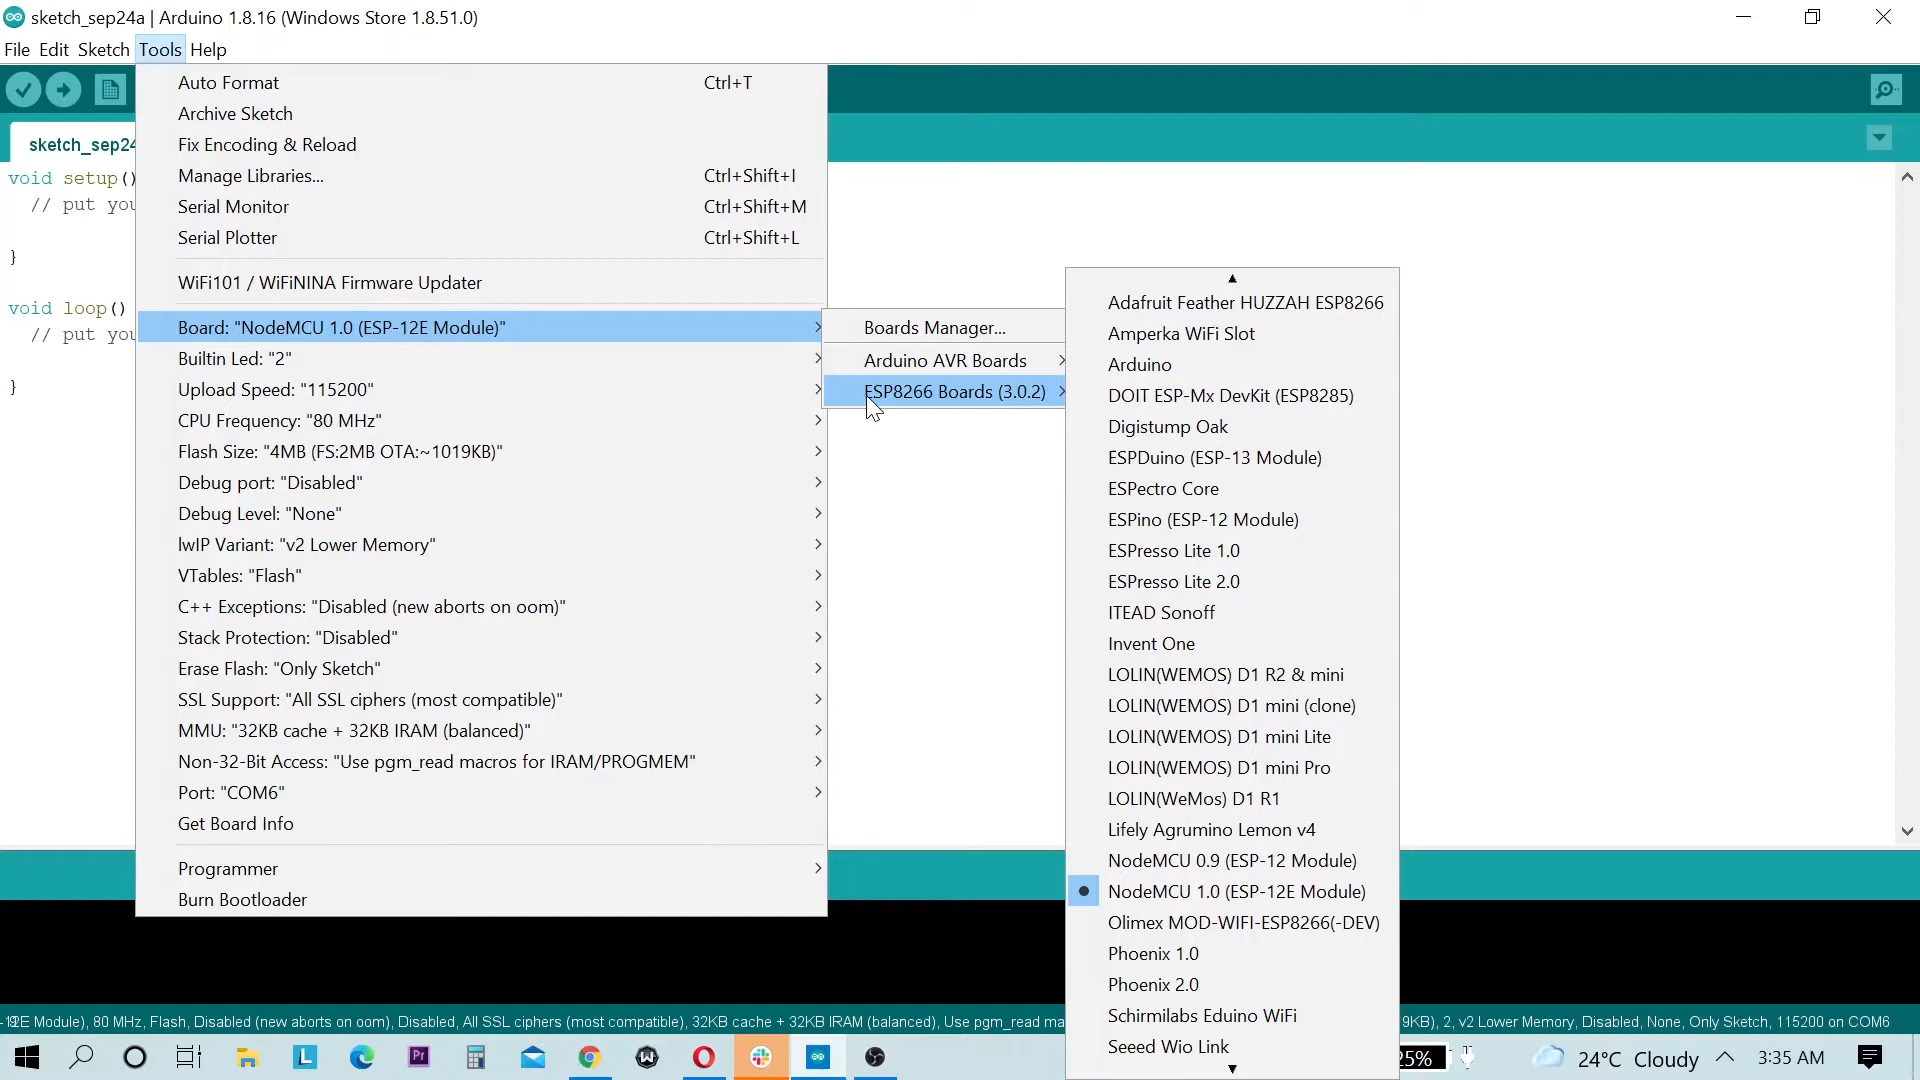 sketch_sep24a | Arduino 1.8.16 (Windows Store 1.8.51.0)
File Edit Sketch Tools Help
sketch_sep24
void setup()
// put you
}
void loop()
// put you
}
Auto Format Ctrl+T
Archive Sketch
Fix Encoding & Reload
Manage Libraries... Ctrl+Shift+I
Serial Monitor Ctrl+Shift+M
Serial Plotter Ctrl+Shift+L
WiFi101 / WiFiNINA Firmware Updater
Board: "NodeMCU 1.0 (ESP-12E Module)"
Builtin Led: "2"
Upload Speed: "115200"
CPU Frequency: "80 MHz"
Flash Size: "4MB (FS:2MB OTA:~1019KB)"
Debug port: "Disabled"
Debug Level: "None"
lwIP Variant: "v2 Lower Memory"
VTables: "Flash"
C++ Exceptions: "Disabled (new aborts on oom)"
Stack Protection: "Disabled"
Erase Flash: "Only Sketch"
SSL Support: "All SSL ciphers (most compatible)"
MMU: "32KB cache + 32KB IRAM (balanced)"
Non-32-Bit Access: "Use pgm_read macros for IRAM/PROGMEM"
Port: "COM6"
Get Board Info
Programmer
Burn Bootloader
Boards Manager...
Arduino AVR Boards
ESP8266 Boards (3.0.2)
Adafruit Feather HUZZAH ESP8266
Amperka WiFi Slot
Arduino
DOIT ESP-Mx DevKit (ESP8285)
Digistump Oak
ESPDuino (ESP-13 Module)
ESPectro Core
ESPino (ESP-12 Module)
ESPresso Lite 1.0
ESPresso Lite 2.0
ITEAD Sonoff
Invent One
LOLIN(WEMOS) D1 R2 & mini
LOLIN(WEMOS) D1 mini (clone)
LOLIN(WEMOS) D1 mini Lite
LOLIN(WEMOS) D1 mini Pro
LOLIN(WeMos) D1 R1
Lifely Agrumino Lemon v4
NodeMCU 0.9 (ESP-12 Module)
NodeMCU 1.0 (ESP-12E Module)
Olimex MOD-WIFI-ESP8266(-DEV)
Phoenix 1.0
Phoenix 2.0
Schirmilabs Eduino WiFi
Seeed Wio Link
Module), 80 MHz, Flash, Disabled (new aborts on oom), Disabled, All SSL ciphers (most compatible), 32KB cache + 32KB IRAM (balanced), Use pgm_read ma 9KB), 2, v2 Lower Memory, Disabled, None, Only Sketch, 115200 on COM6
L Pr 25% 24°C Cloudy 3:35 AM